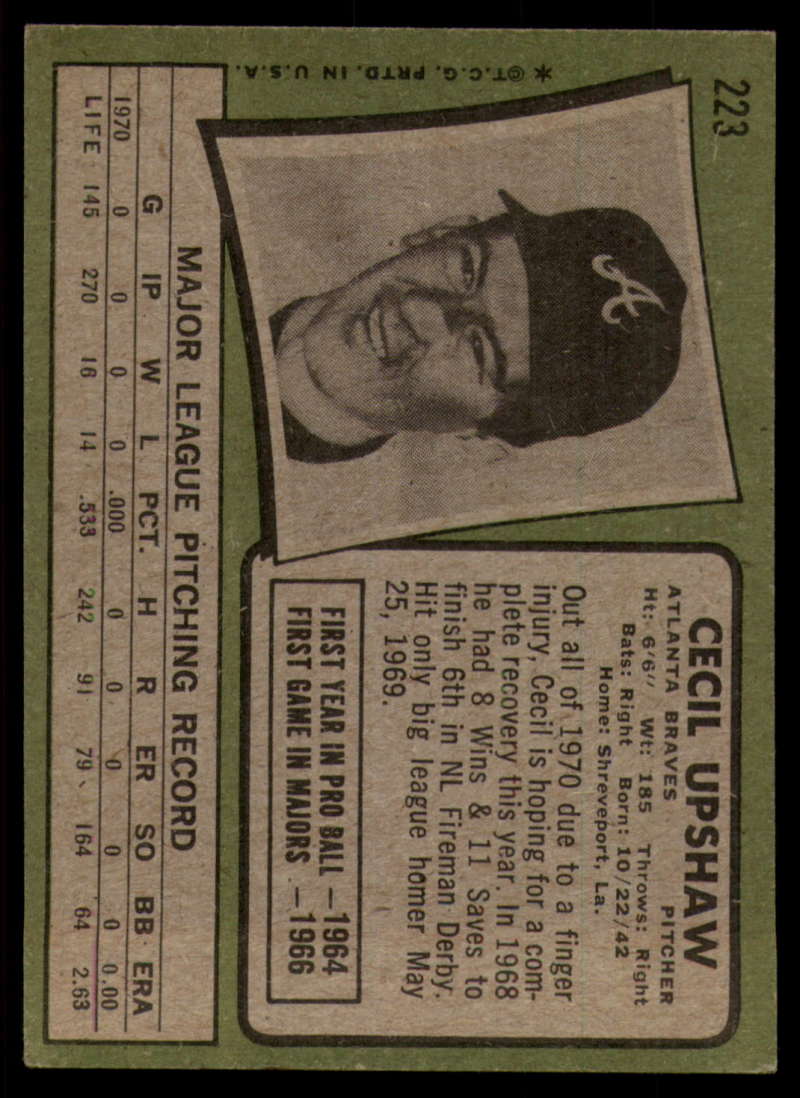 223
A
* ©T.C.G. PRTD. IN U.S.A.
CECIL UPSHAW
ATLANTA BRAVES PITCHER
Ht: 6'6" Wt: 185 Throws: Right
Bats: Right Born: 10/22/42
Home: Shreveport, La.
Out all of 1970 due to a finger
injury, Cecil is hoping for a com-
plete recovery this year. In 1968
he had 8 Wins & 11 Saves to
finish 6th in NL Fireman Derby.
Hit only big league homer May
25, 1969.
FIRST YEAR IN PRO BALL —1964
FIRST GAME IN MAJORS —1966
MAJOR LEAGUE PITCHING RECORD
G IP W L PCT. H R ER SO BB ERA
1970 0 0 0 0 .000 0 0 0 0 0 0.00
LIFE 145 270 16 14 .533 242 91 79 164 64 2.63